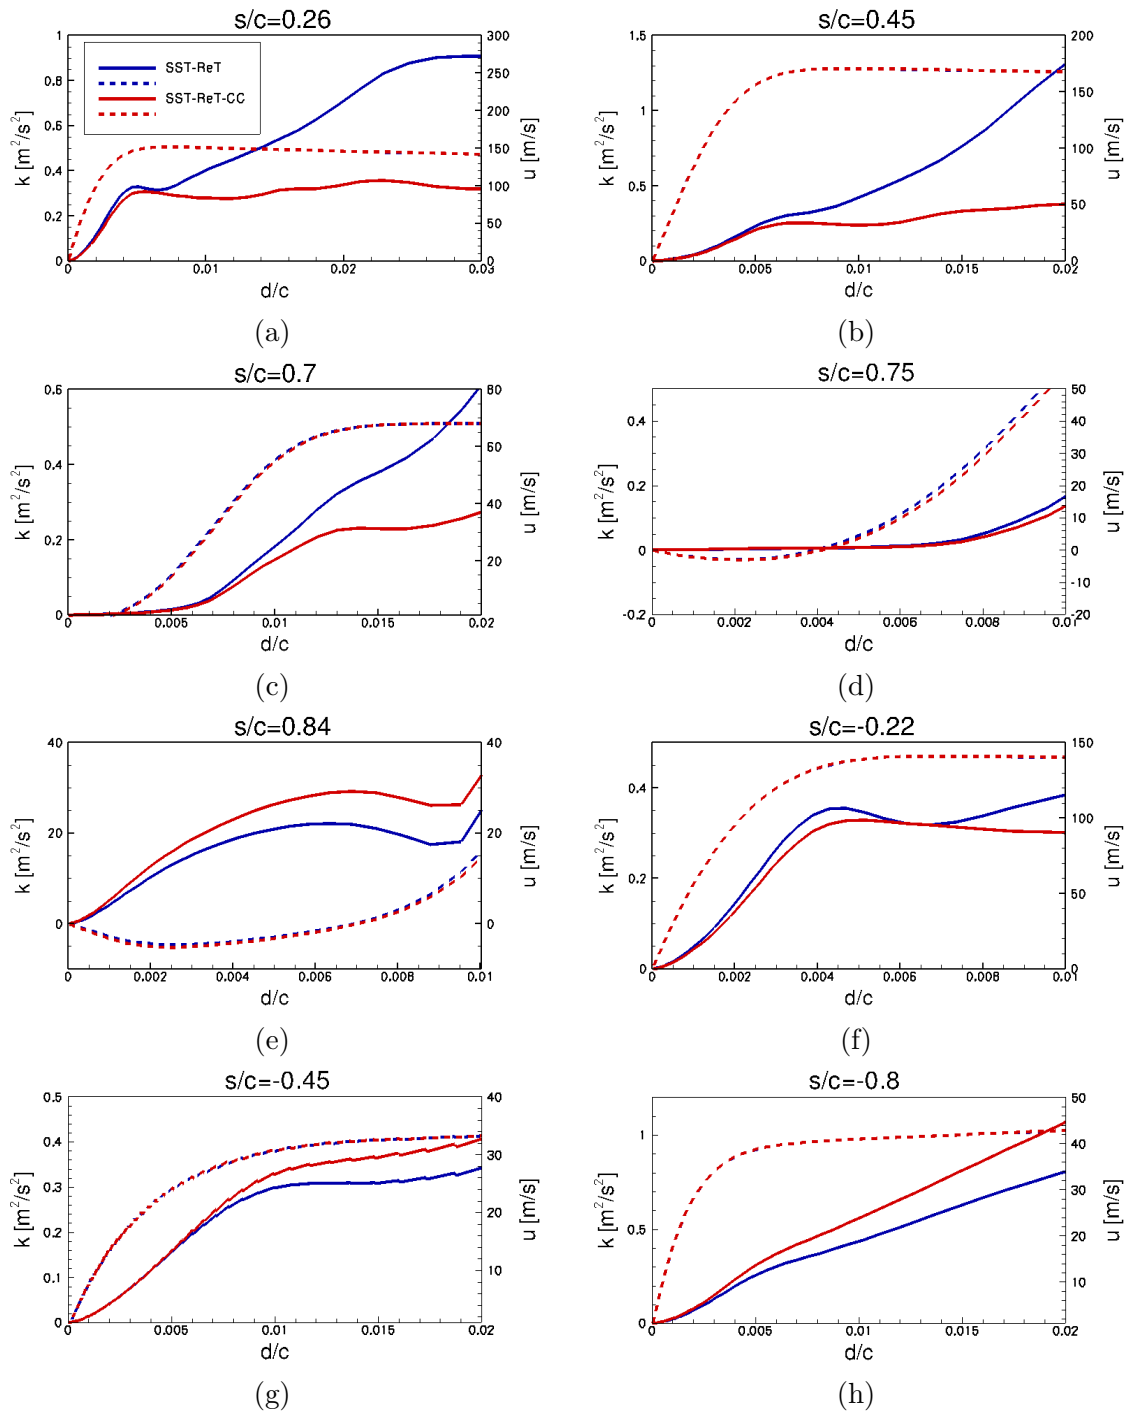 s/c=0.26
1
0.8
0.6
0.4
0.2
0
k [m²/s²]
SST-ReT
SST-ReT-CC
300
250
200
150
100
50
0
u [m/s]
0
0.01
0.02
0.03
d/c
(a)
s/c=0.45
1.5
1
0.5
0
k [m²/s²]
200
150
100
50
0
u [m/s]
0
0.005
0.01
0.015
0.02
d/c
(b)
s/c=0.7
0.6
0.4
0.2
0
k [m²/s²]
80
60
40
20
u [m/s]
0
0.005
0.01
0.015
0.02
d/c
(c)
s/c=0.75
0.4
0.2
0
-0.2
k [m²/s²]
50
40
30
20
10
0
-10
-20
u [m/s]
0
0.002
0.004
0.006
0.008
0.01
d/c
(d)
s/c=0.84
40
20
0
k [m²/s²]
40
20
0
u [m/s]
0
0.002
0.004
0.006
0.008
0.01
d/c
(e)
s/c=-0.22
0.4
0.2
0
k [m²/s²]
150
100
50
0
u [m/s]
0
0.002
0.004
0.006
0.008
0.01
d/c
(f)
s/c=-0.45
0.5
0.4
0.3
0.2
0.1
0
k [m²/s²]
40
30
20
10
u [m/s]
0
0.005
0.01
0.015
0.02
d/c
(g)
s/c=-0.8
1
0.5
0
k [m²/s²]
50
40
30
20
10
u [m/s]
0
0.005
0.01
0.015
0.02
d/c
(h)